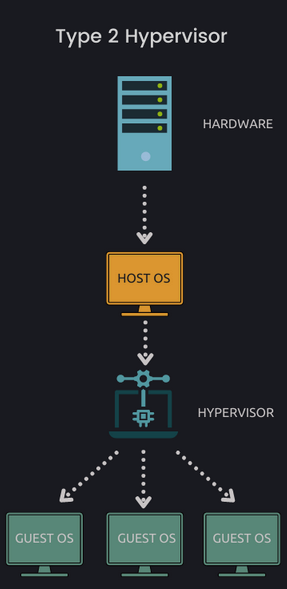 Type 2 Hypervisor
HARDWARE
HOST OS
HYPERVISOR
GUEST OS
GUEST OS
GUEST OS